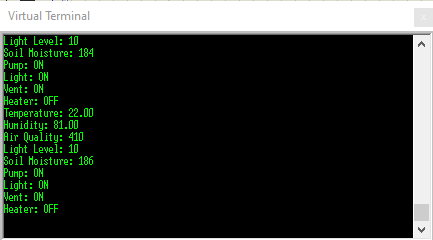 Virtual Terminal
Light Level: 10
Soil Moisture: 184
Pump: ON
Light: ON
Vent: ON
Heater: OFF
Temperature: 22.00
Humidity: 81.00
Air Quality: 410
Light Level: 10
Soil Moisture: 186
Pump: ON
Light: ON
Vent: ON
Heater: OFF